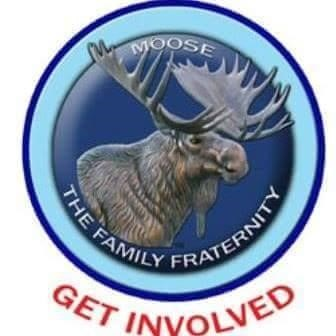 MOOSE
THE FAMILY FRATERNITY
GET INVOLVED